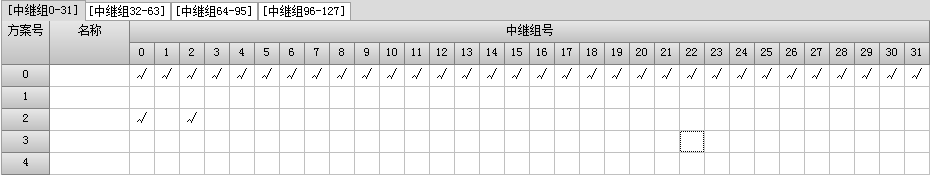 [中继组0-31] [中继组32-63] [中继组64-95] [中继组96-127]
方案号 名称 中继组号
0 1 2 3 4 5 6 7 8 9 10 11 12 13 14 15 16 17 18 19 20 21 22 23 24 25 26 27 28 29 30 31
0 √ √ √ √ √ √ √ √ √ √ √ √ √ √ √ √ √ √ √ √ √ √ √ √ √ √ √ √ √ √ √ √
1
2 √ √
3
4